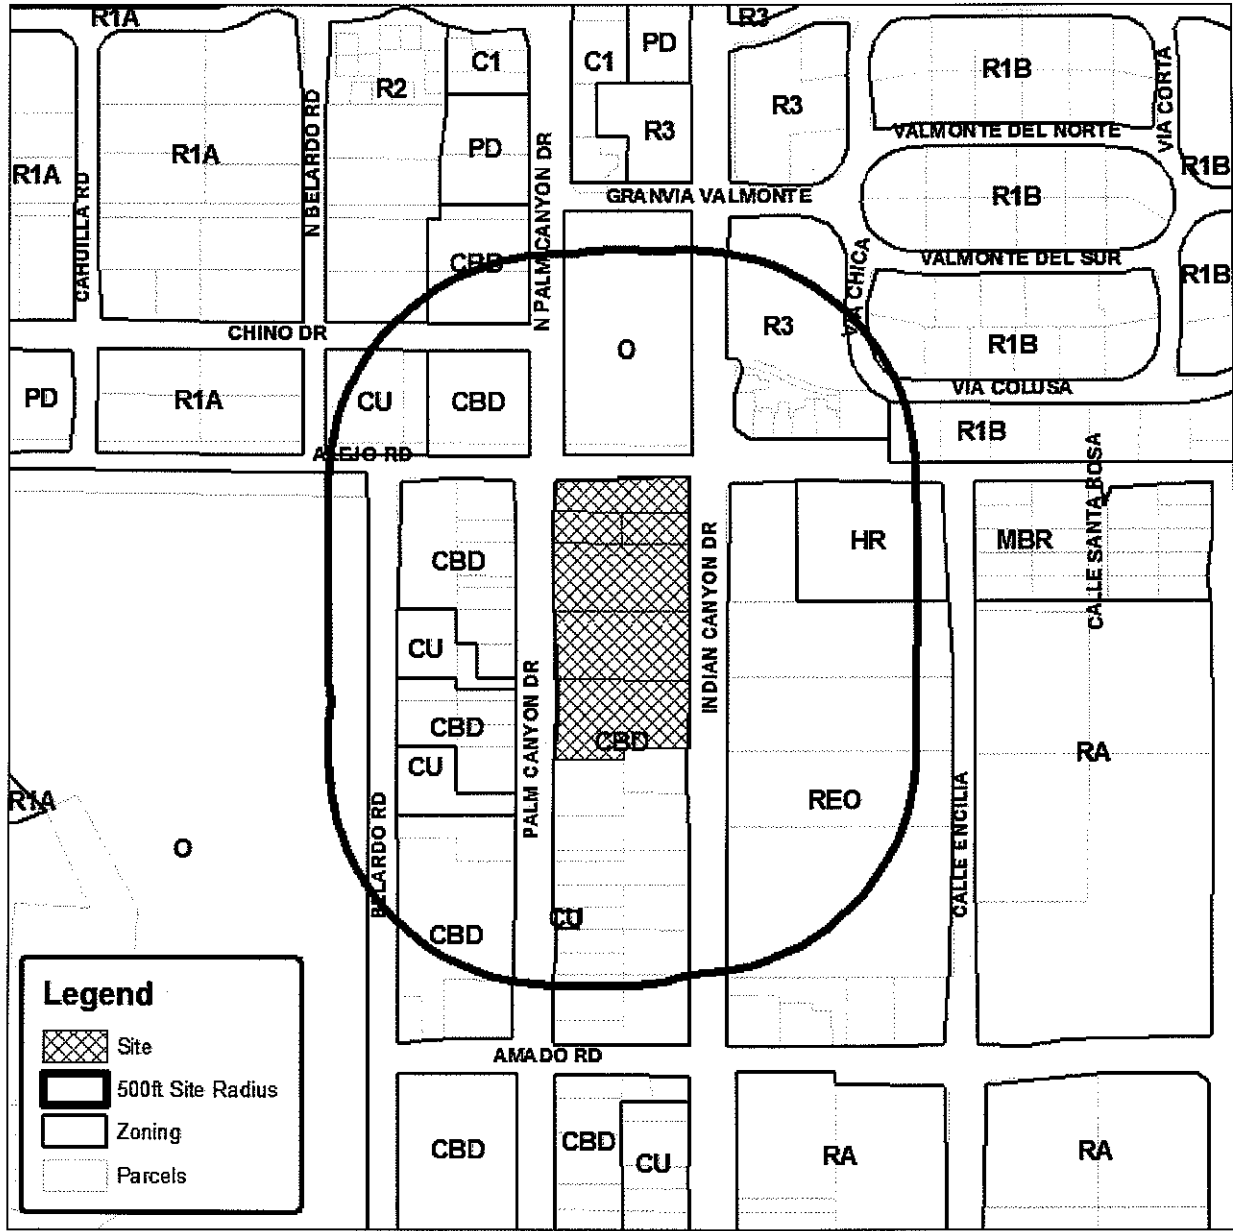 R1A
R3
C1
PD
C1
R1B
VIA CORTA
R2
R3
R3
N BELARDO RD
R1A
PD
VALMONTE DEL NORTE
R1A
R1B
R1B
CAHUILLA RD
N PALM CANYON DR
GRANVIA VALMONTE
CBD
VIA CHICA
VALMONTE DEL SUR
R1B
CHINO DR
R3
R1B
O
VIA COLUSA
PD
R1A
CU
CBD
R1B
ALEJO RD
CALLE SANTA ROSA
CBD
INDIAN CANYON DR
HR
MBR
CU
PALM CANYON DR
CBD
CBD
RA
CU
R1A
REO
BELARDO RD
CALLE ENCILIA
O
CU
CBD
Legend
Site
500ft Site Radius
Zoning
Parcels
AMADO RD
CBD
CBD
CU
RA
RA